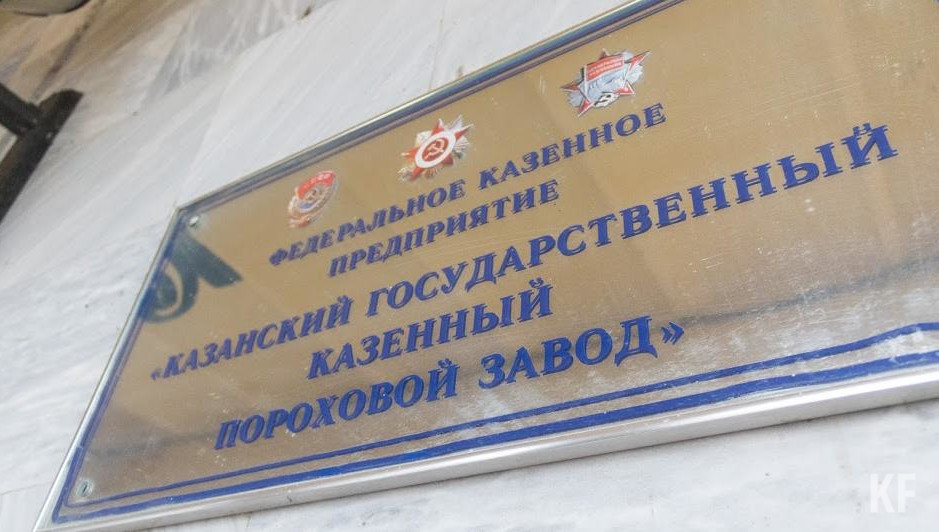 ФЕДЕРАЛЬНОЕ КАЗЕННОЕ
ПРЕДПРИЯТИЕ
«КАЗАНСКИЙ ГОСУДАРСТВЕННЫЙ
КАЗЕННЫЙ
ПОРОХОВОЙ ЗАВОД»
KF